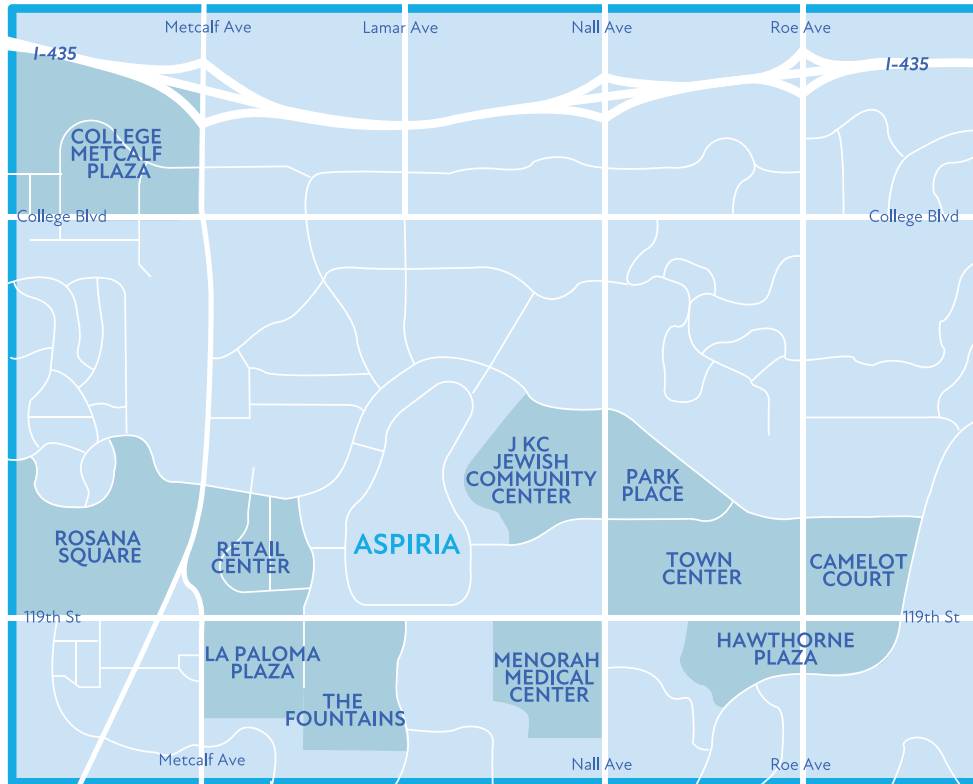 Metcalf Ave
Lamar Ave
Nall Ave
Roe Ave
I-435
I-435
COLLEGE
METCALF
PLAZA
College Blvd
College Blvd
J KC
JEWISH
COMMUNITY
CENTER
PARK
PLACE
ROSANA
SQUARE
RETAIL
CENTER
ASPIRIA
TOWN
CENTER
CAMELOT
COURT
119th St
119th St
LA PALOMA
PLAZA
THE
FOUNTAINS
MENORAH
MEDICAL
CENTER
HAWTHORNE
PLAZA
Metcalf Ave
Nall Ave
Roe Ave